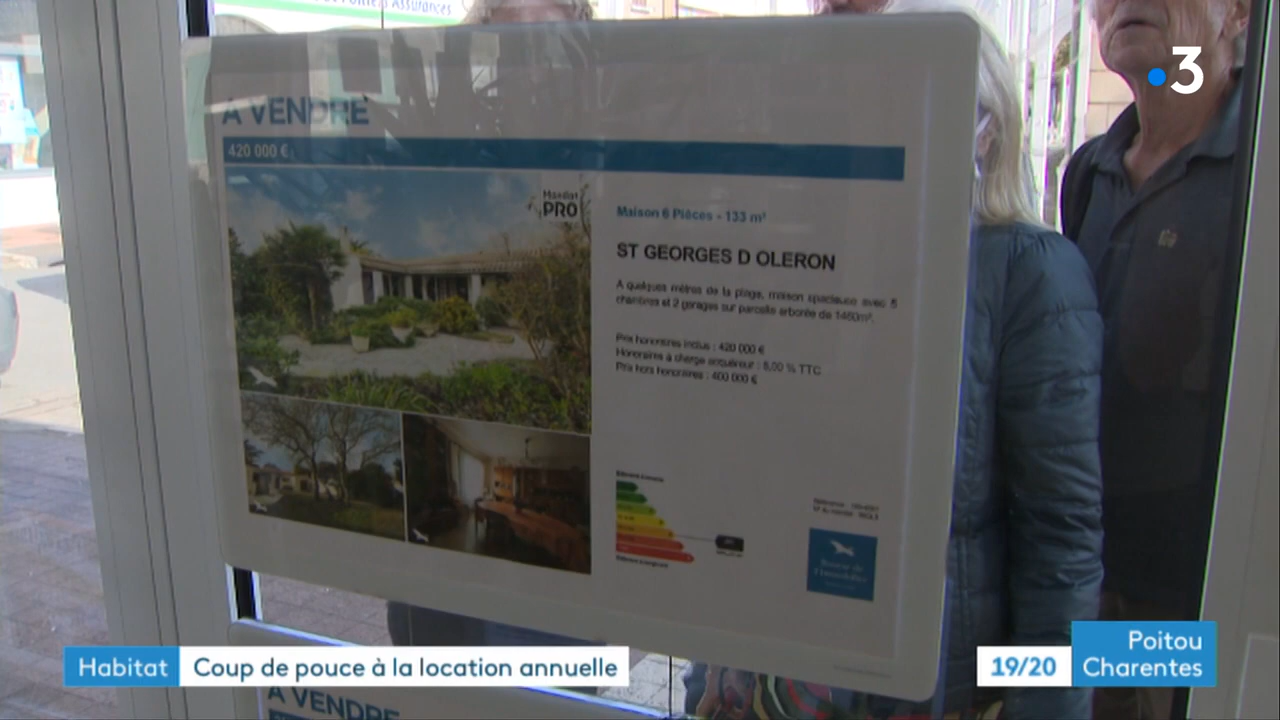 3
A VENDRE
420 000 €
PRO
Maison 6 Pièces - 133 m²
ST GEORGES D OLERON
A quelques mètres de la plage, maison spacieuse avec 5
chambres et 2 garages sur parcelle arborée de 1460m².
Prix honoraires inclus : 420 000 €
Honoraires à charge acquéreur : 5,00 % TTC
Prix hors honoraires : 400 000 €
Habitat
Coup de pouce à la location annuelle
19/20
Poitou
Charentes
A VENDRE